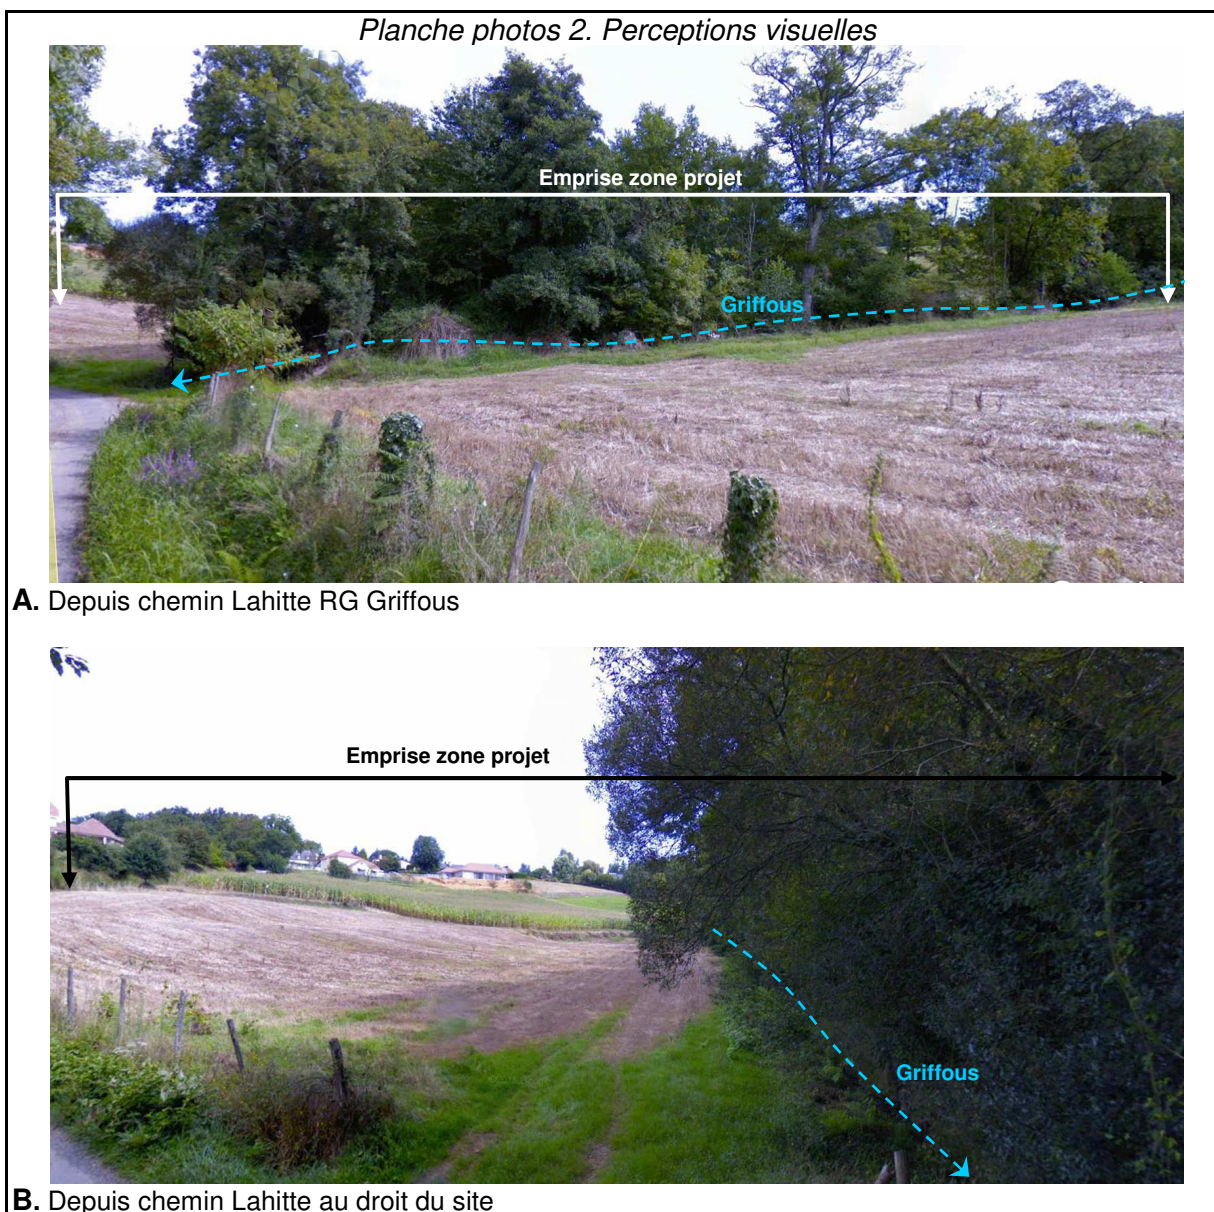 Planche photos 2. Perceptions visuelles
Emprise zone projet
Griffous
A. Depuis chemin Lahitte RG Griffous
Emprise zone projet
Griffous
B. Depuis chemin Lahitte au droit du site